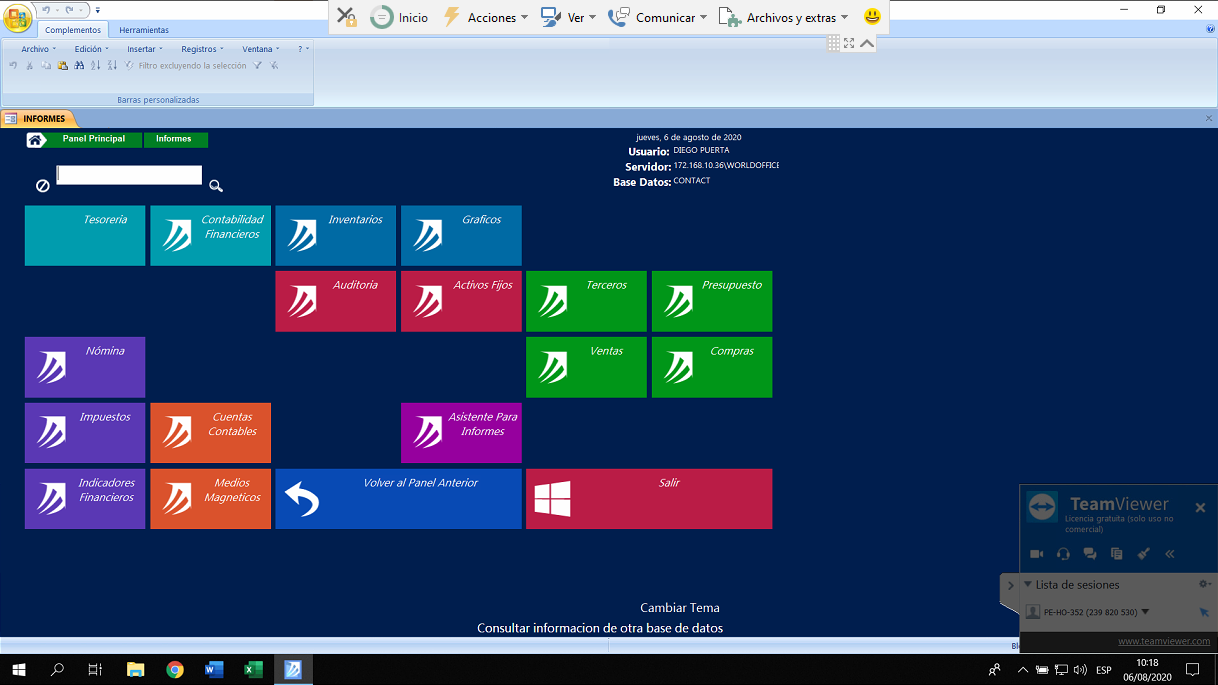 Inicio
Acciones
Ver
Comunicar
Archivos y extras
Complementos
Herramientas
Archivo
Edición
Insertar
Registros
Ventana
?
Filtro excluyendo la selección
Barras personalizadas
INFORMES
Panel Principal
Informes
jueves, 6 de agosto de 2020
Usuario: DIEGO PUERTA
Servidor: 172.168.10.36\WORLDOFFICE
Base Datos: CONTACT
Tesoreria
Contabilidad
Financieros
Inventarios
Graficos
Auditoria
Activos Fijos
Terceros
Presupuesto
Nómina
Ventas
Compras
Impuestos
Cuentas
Contables
Asistente Para
Informes
Indicadores
Financieros
Medios
Magneticos
Volver al Panel Anterior
Salir
TeamViewer
Licencia gratuita (solo uso no
comercial)
Lista de sesiones
PE-HO-352 (239 820 530)
www.teamviewer.com
Cambiar Tema
Consultar informacion de otra base de datos
ESP
10:18
06/08/2020